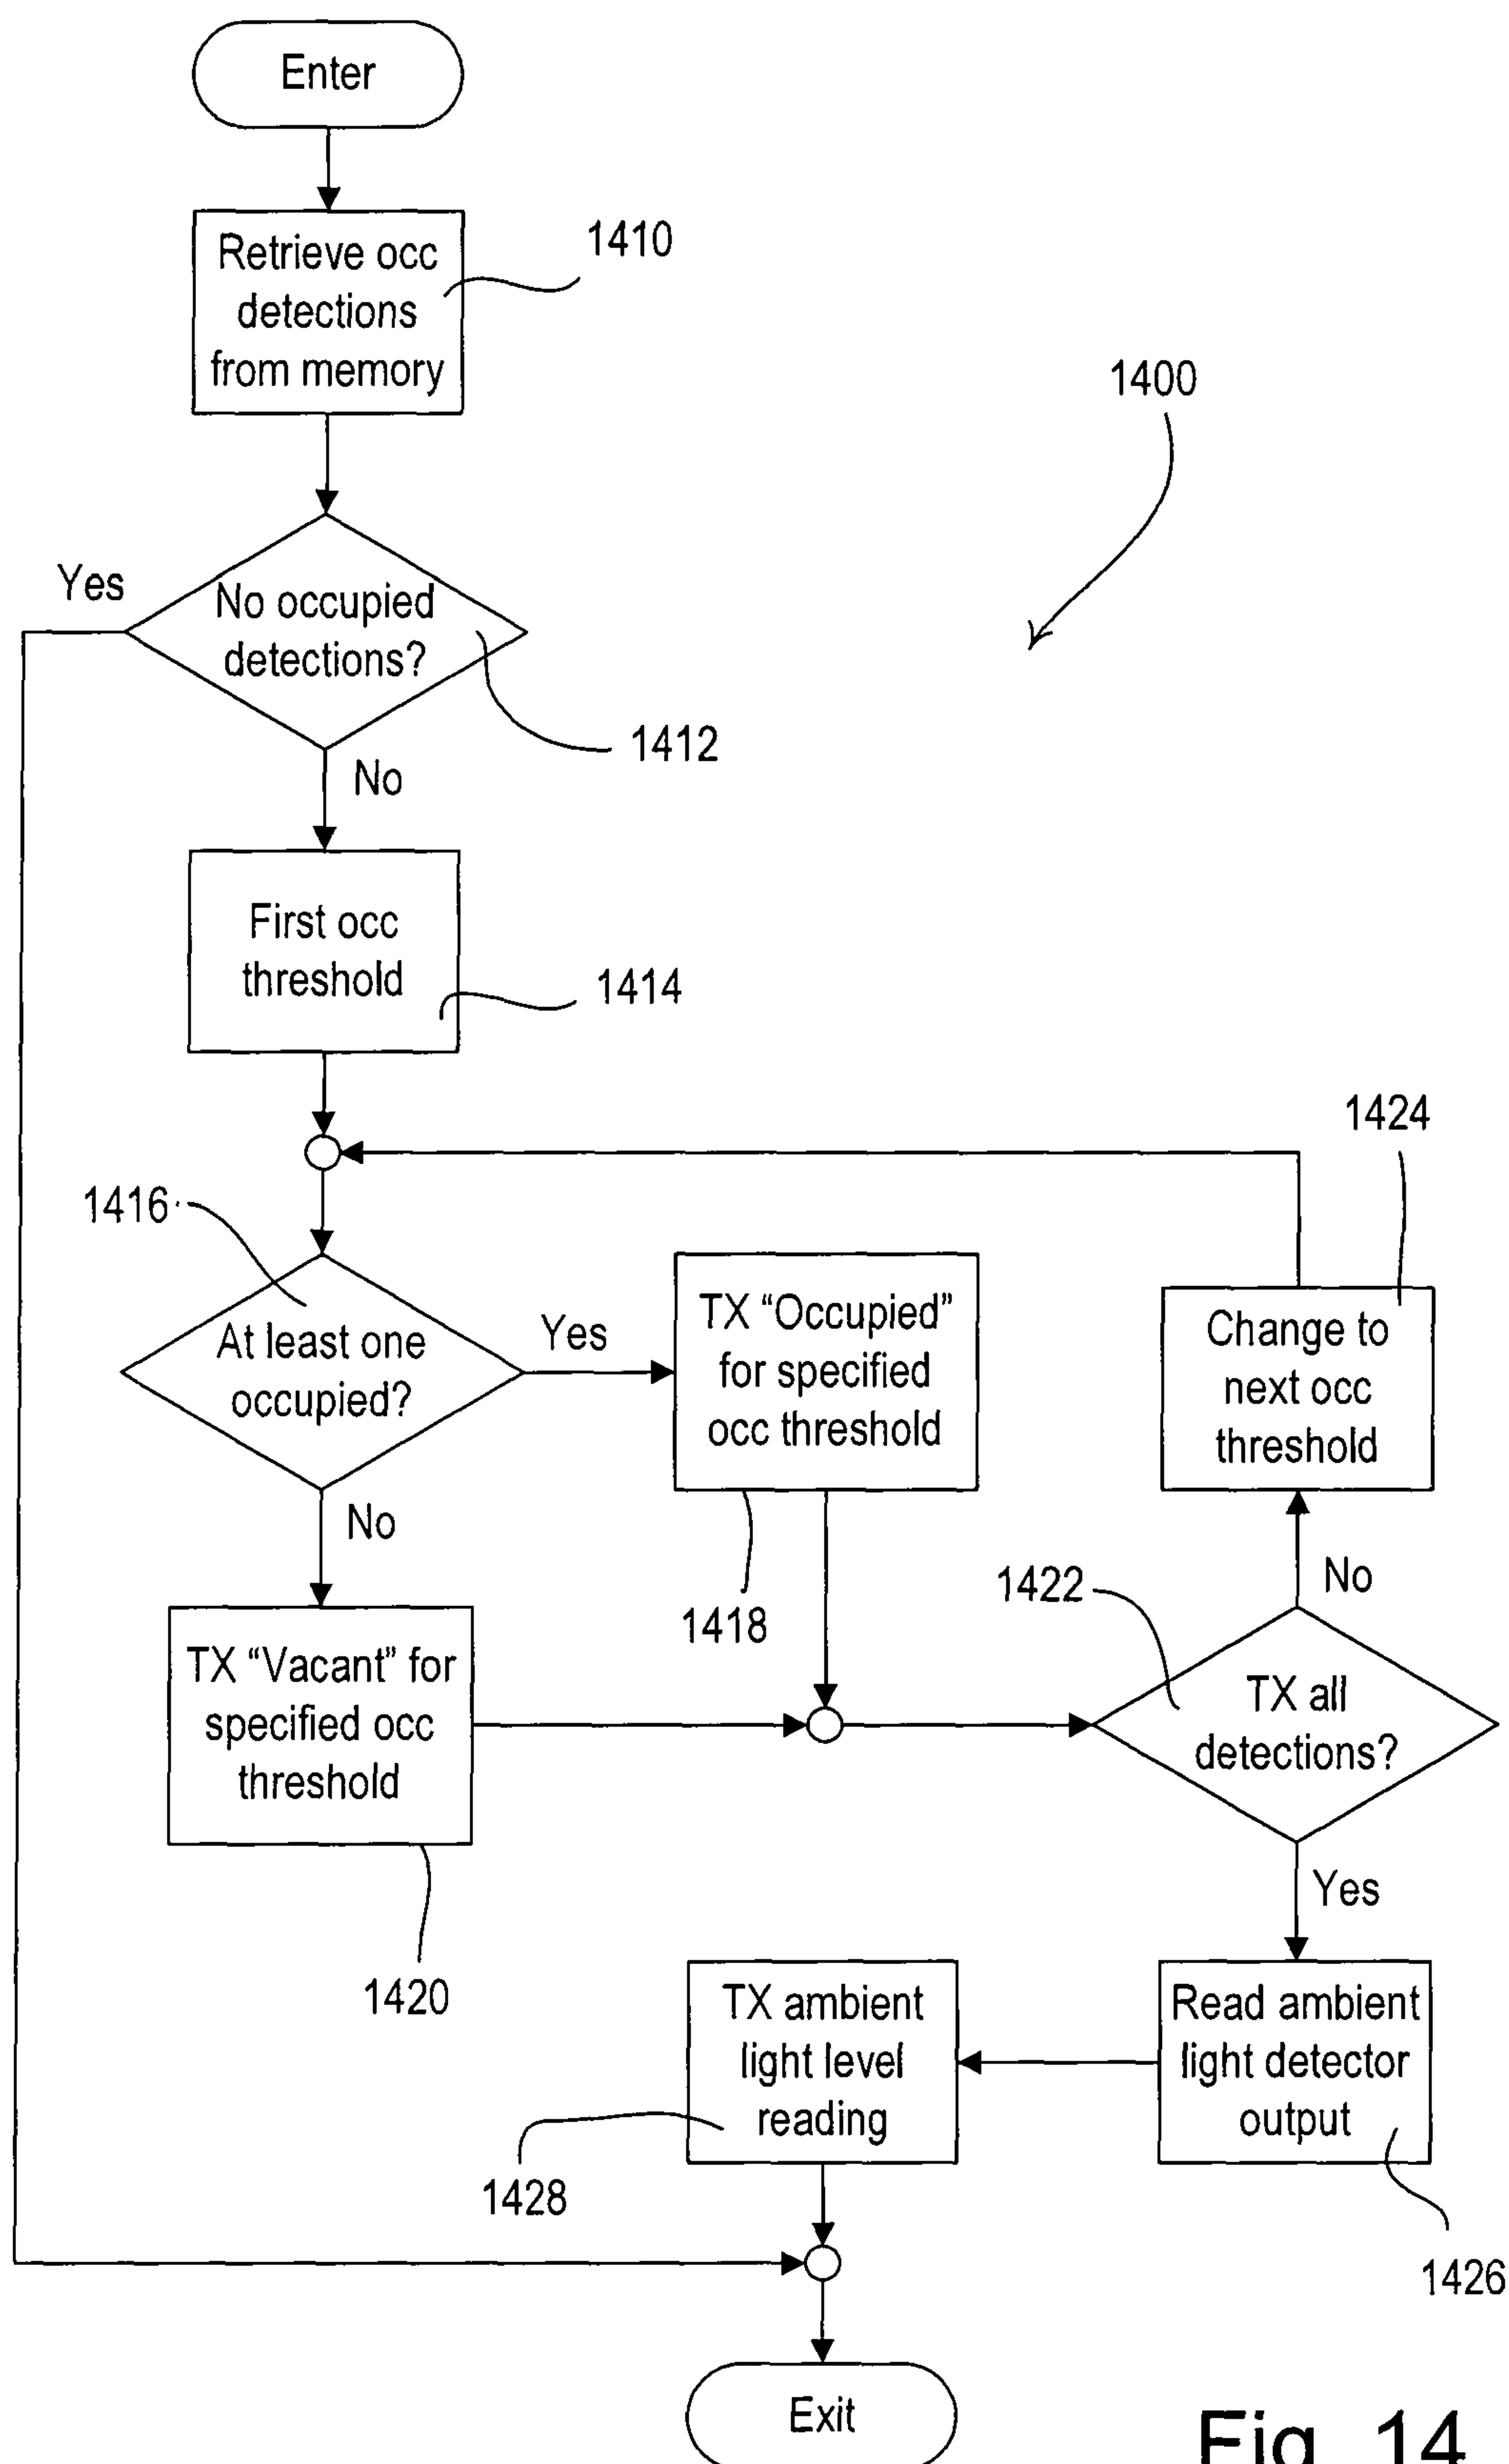 Enter
Retrieve occ
detections
from memory
1410
1400
Yes
No occupied
detections?
1412
No
First occ
threshold
1414
1424
1416
At least one
occupied?
Yes
TX “Occupied”
for specified
occ threshold
Change to
next occ
threshold
No
1418
1422
No
TX “Vacant” for
specified occ
threshold
TX all
detections?
Yes
1420
TX ambient
light level
reading
Read ambient
light detector
output
1428
1426
Exit
Fig. 14